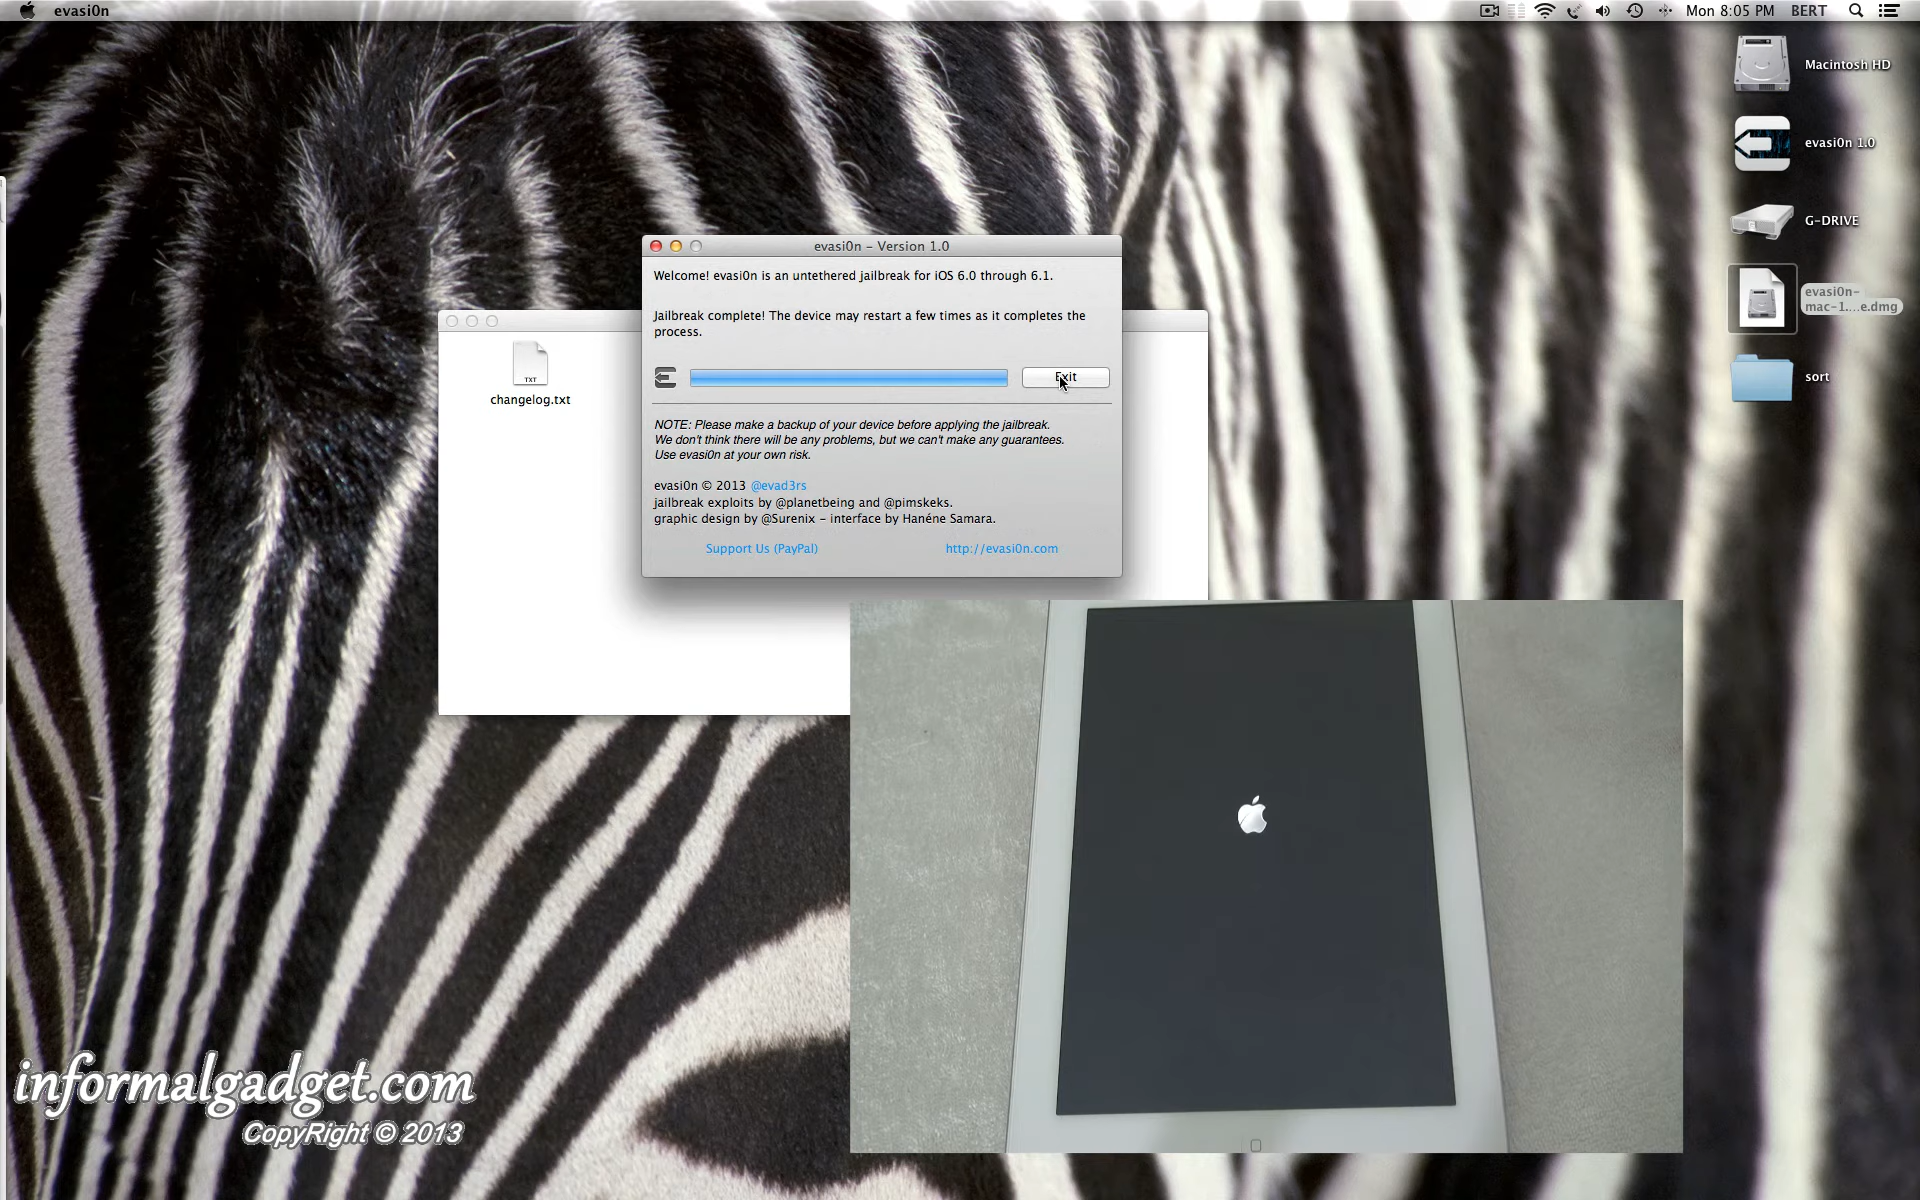 evasi0n
Mon 8:05 PM BERT
Macintosh HD
evasi0n 1.0
G-DRIVE
evasi0n-
mac-1....e.dmg
sort
evasi0n – Version 1.0
Welcome! evasi0n is an untethered jailbreak for iOS 6.0 through 6.1.
Jailbreak complete! The device may restart a few times as it completes the
process.
Exit
TXT
changelog.txt
NOTE: Please make a backup of your device before applying the jailbreak.
We don't think there will be any problems, but we can't make any guarantees.
Use evasi0n at your own risk.
evasi0n © 2013 @evad3rs
jailbreak exploits by @planetbeing and @pimskeks.
graphic design by @Surenix – interface by Hanéne Samara.
Support Us (PayPal)
http://evasi0n.com
informalgadget.com
CopyRight © 2013